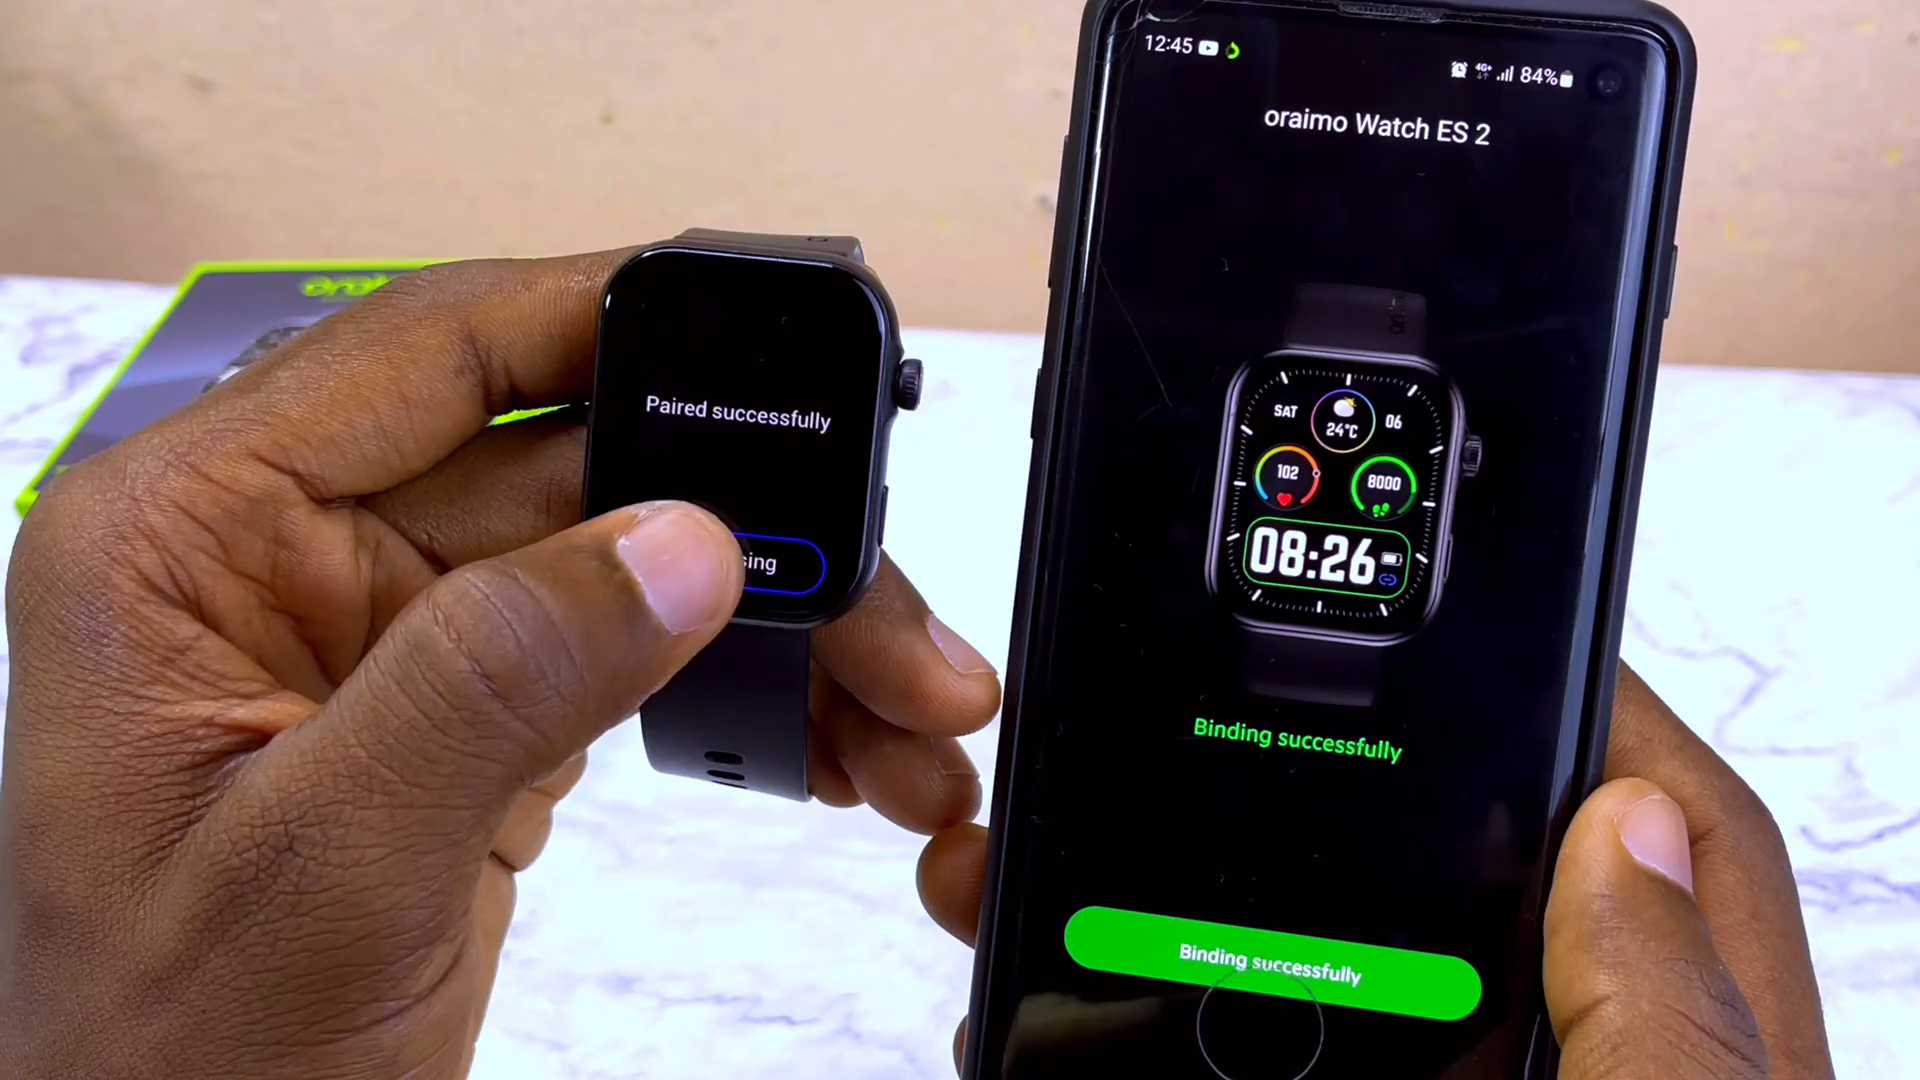 12:45
4G+ 84%
oraimo Watch ES 2
Paired successfully
sing
SAT 24°C 06
102 8000
08:26
Binding successfully
Binding successfully